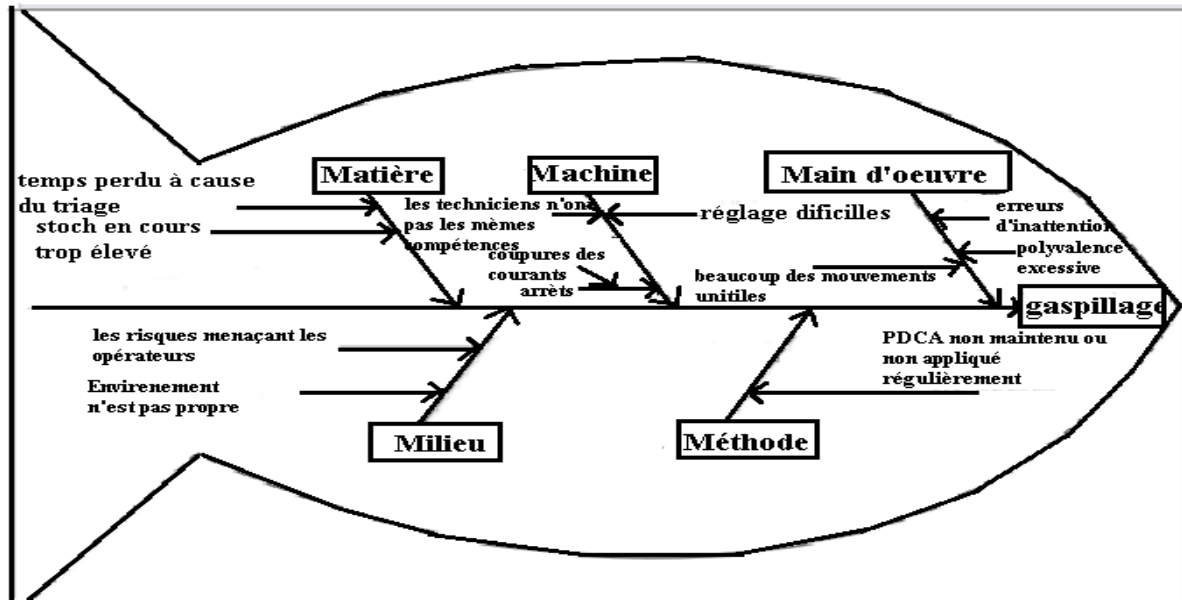 Matière
Machine
Main d'oeuvre
temps perdu à cause
du triage
stoch en cours
trop élevé
les techniciens n'ont
pas les mèmes
compétences
réglage dificilles
coupures des
courants
arrèts
erreurs
d'inattention
polyvalence
excessive
beaucoup des mouvements
unitiles
gaspillage
les risques menaçant les
opérateurs
Envirenement
n'est pas propre
PDCA non maintenu ou
non appliqué
régulièrement
Milieu
Méthode